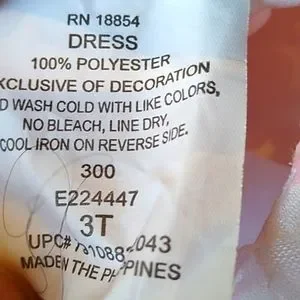 RN 18854
DRESS
100% POLYESTER
XCLUSIVE OF DECORATION
D WASH COLD WITH LIKE COLORS,
NO BLEACH, LINE DRY,
COOL IRON ON REVERSE SIDE.
300
E224447
3T
UPC#
MADE IN THE